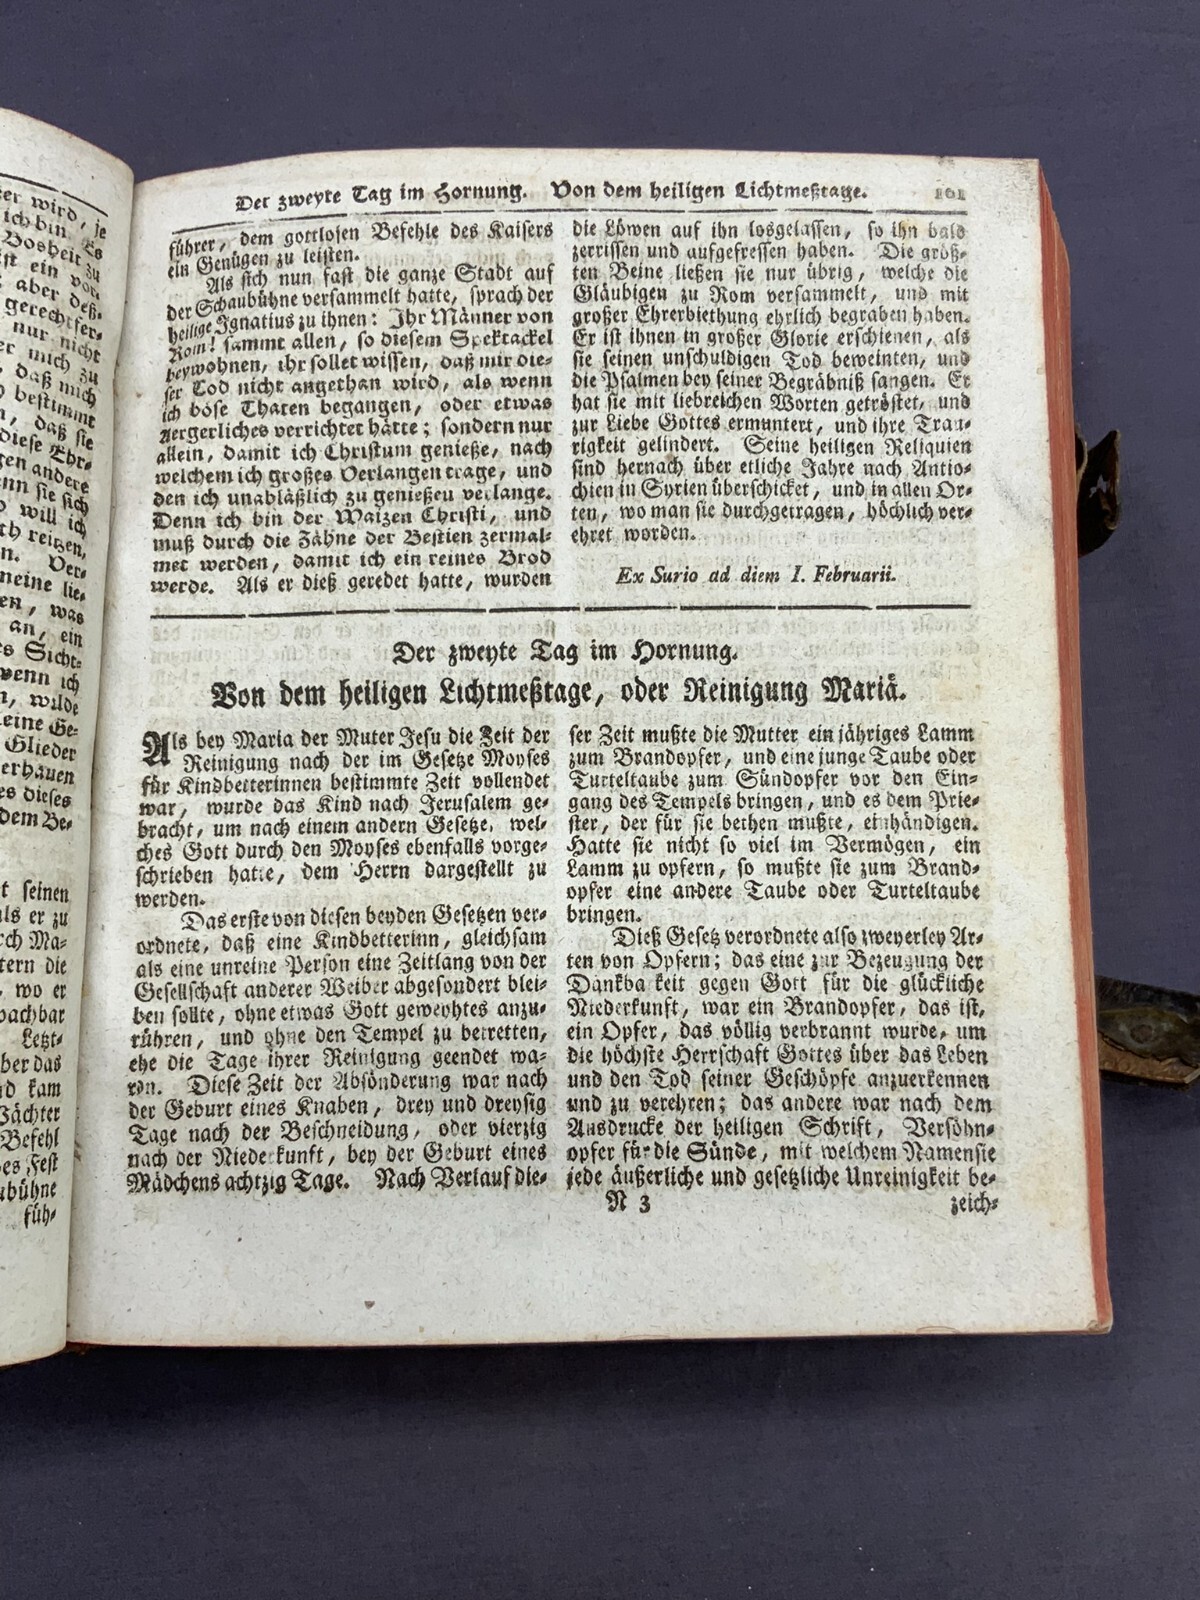 Der zweyte Tag im Hornung. Von dem heiligen Lichtmeßtage. 101
führer, dem gottlosen Befehle des Kaisers
ein Genügen zu leisten.
Als sich nun fast die ganze Stadt auf
der Schaubühne versammelt hatte, sprach der
heilige Ignatius zu ihnen: Ihr Männer von
Rom! sammt allen, so diesem Specktackel
beywohnen, ihr sollet wissen, daß mir die-
ser Tod nicht angethan wird, als wenn
ich böse Thaten begangen, oder etwas
Aergerliches verrichtet hätte; sondern nur
allein, damit ich Christum genieße, nach
welchem ich großes Verlangen trage, und
den ich unabläßlich zu genießen verlange.
Denn ich bin der Waizen Christi, und
muß durch die Zähne der Bestien zermal-
met werden, damit ich ein reines Brod
werde. Als er dieß geredet hatte, wurden
die Löwen auf ihn losgelassen, so ihn bald
zerrissen und aufgefressen haben. Die größ-
ten Beine ließen sie nur übrig, welche die
Gläubigen zu Rom versammelt, und mit
großer Ehrerbiethung ehrlich begraben haben.
Er ist ihnen in großer Glorie erschienen, als
sie seinen unschuldigen Tod beweinten, und
die Psalmen bey seiner Begräbniß sangen. Er
hat sie mit liebreichen Worten getröstet, und
zur Liebe Gottes ermuntert, und ihre Trau-
rigkeit gelindert. Seine heiligen Reliquien
sind hernach über etliche Jahre nach Antio-
chien in Syrien überschicket, und in allen Or-
ten, wo man sie durchgetragen, höchlich ver-
ehret worden.
Ex Surio ad diem I. Februarii.
Der zweyte Tag im Hornung.
Von dem heiligen Lichtmeßtage, oder Reinigung Mariä.
Als bey Maria der Muter Jesu die Zeit der
Reinigung nach der im Gesetze Moyses
für Kindbetterinnen bestimmte Zeit vollendet
war, wurde das Kind nach Jerusalem ge-
bracht, um nach einem andern Gesetze, wel-
ches Gott durch den Moyses ebenfalls vorge-
schrieben hatte, dem Herrn dargestellt zu
werden.
Das erste von diesen beyden Gesetzen ver-
ordnete, daß eine Kindbetterinn, gleichsam
als eine unreine Person eine Zeitlang von der
Gesellschaft anderer Weiber abgesondert blei-
ben sollte, ohne etwas Gott geweyhtes anzu-
rühren, und ohne den Tempel zu betretten,
ehe die Tage ihrer Reinigung geendet wa-
ren. Diese Zeit der Absönderung war nach
der Geburt eines Knaben, drey und dreysig
Tage nach der Beschneidung, oder vierzig
nach der Niederkunft, bey der Geburt eines
Mädchens achtzig Tage. Nach Verlauf die-
ser Zeit mußte die Mutter ein jähriges Lamm
zum Brandopfer, und eine junge Taube oder
Turteltaube zum Sündopfer vor den Ein-
gang des Tempels bringen, und es dem Prie-
ster, der für sie bethen mußte, einhändigen.
Hatte sie nicht so viel im Vermögen, ein
Lamm zu opfern, so mußte sie zum Brand-
opfer eine andere Taube oder Turteltaube
bringen.
Dieß Gesetz verordnete also zweyerley Ar-
ten von Opfern; das eine zur Bezeugung der
Dankba keit gegen Gott für die glückliche
Niederkunft, war ein Brandopfer, das ist,
ein Opfer, das völlig verbrannt wurde, um
die höchste Herrschaft Gottes über das Leben
und den Tod seiner Geschöpfe anzuerkennen
und zu verehren; das andere war nach dem
Ausdrucke der heiligen Schrift, Versöhn-
opfer für die Sünde, mit welchem Namen sie
jede äußerliche und gesetzliche Unreinigkeit be-
N 3 zeich-